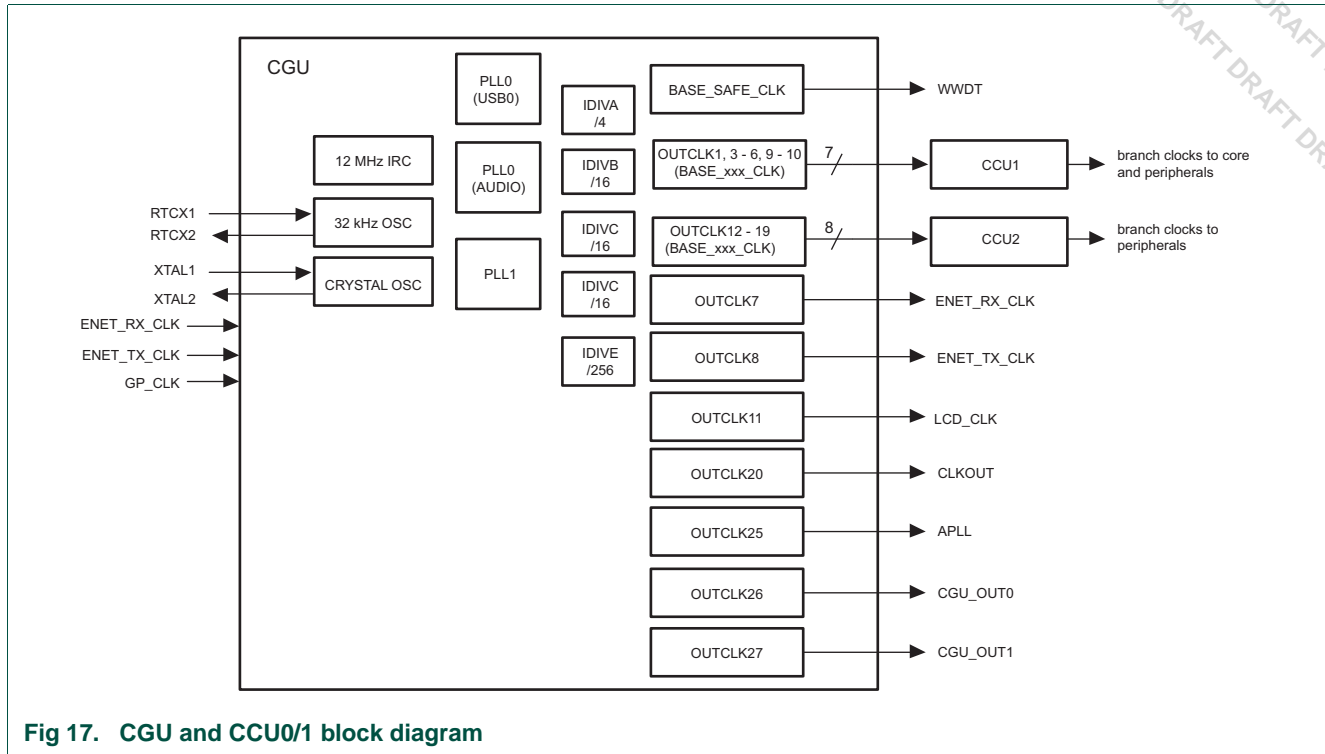 CGU
PLL0
(USB0)
IDIVA
/4
BASE_SAFE_CLK
WWDT
12 MHz IRC
PLL0
(AUDIO)
IDIVB
/16
OUTCLK1, 3 - 6, 9 - 10
(BASE_xxx_CLK)
7
CCU1
branch clocks to core
and peripherals
RTCX1
RTCX2
32 kHz OSC
IDIVC
/16
OUTCLK12 - 19
(BASE_xxx_CLK)
8
CCU2
branch clocks to
peripherals
XTAL1
XTAL2
CRYSTAL OSC
PLL1
IDIVC
/16
OUTCLK7
ENET_RX_CLK
ENET_RX_CLK
ENET_TX_CLK
GP_CLK
IDIVE
/256
OUTCLK8
ENET_TX_CLK
OUTCLK11
LCD_CLK
OUTCLK20
CLKOUT
OUTCLK25
APLL
OUTCLK26
CGU_OUT0
OUTCLK27
CGU_OUT1
Fig 17. CGU and CCU0/1 block diagram
DRAFT DRAFT DR
DRAFT